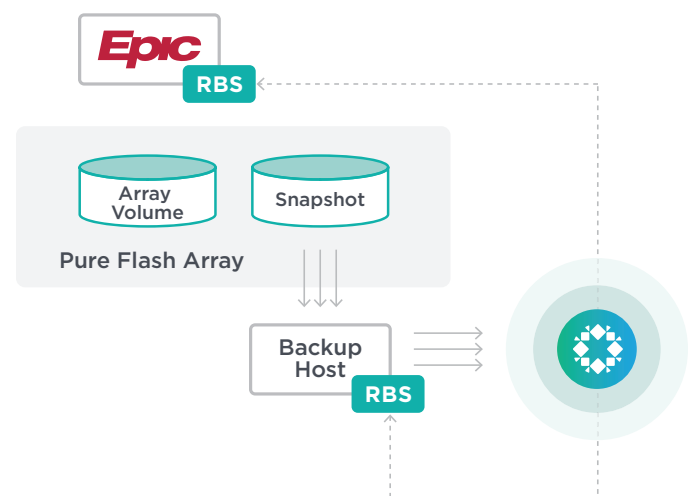 Epic
RBS
Array
Volume
Snapshot
Pure Flash Array
Backup
Host
RBS